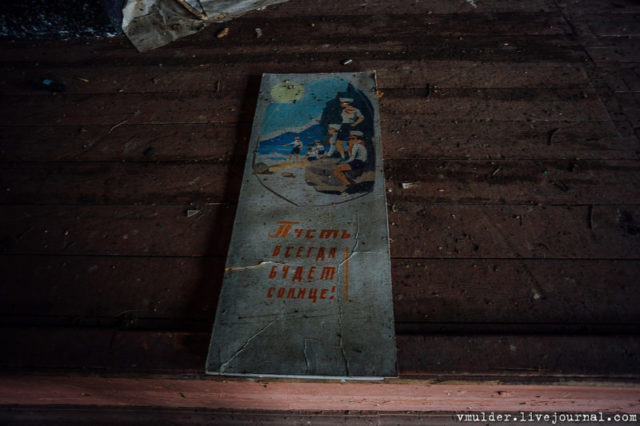 Пусть
ВСЕГДА
БУДЕТ
СОЛНЦЕ!
vmulder.livejournal.com